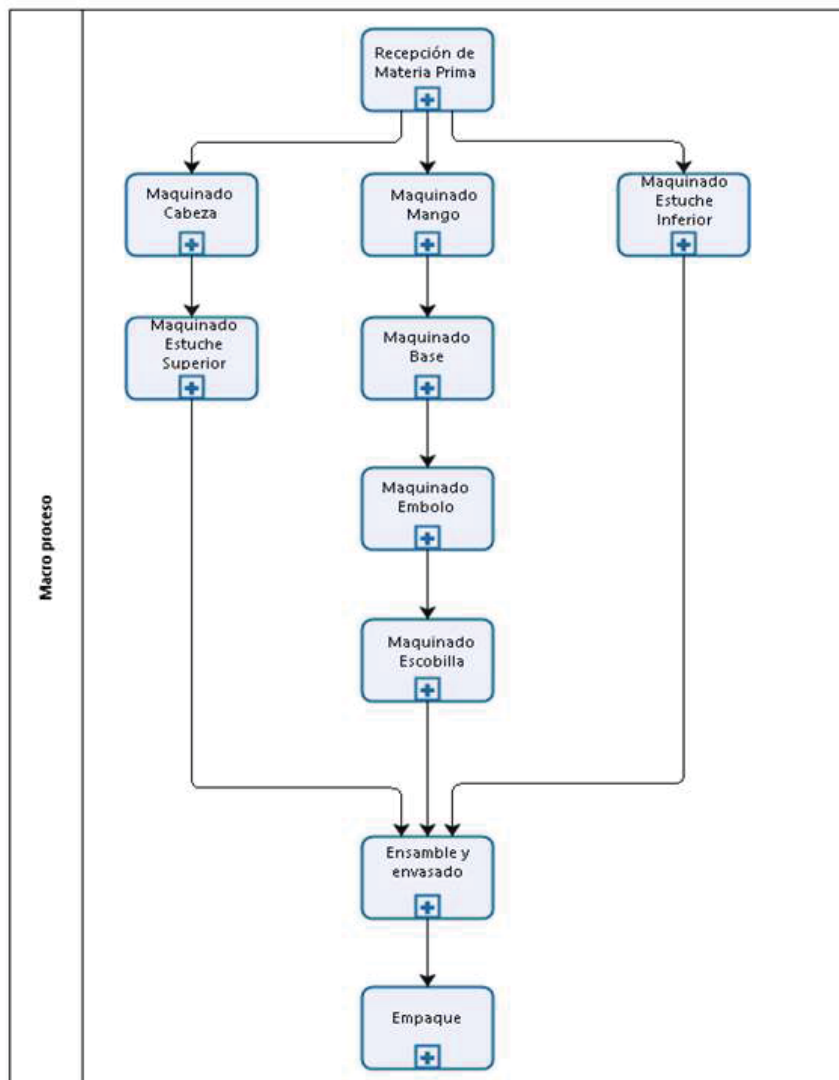 Macro proceso
Recepción de
Materia Prima
Maquinado
Cabeza
Maquinado
Mango
Maquinado
Estuche
Inferior
Maquinado
Estuche
Superior
Maquinado
Base
Maquinado
Embolo
Maquinado
Escobilla
Ensamble y
envasado
Empaque